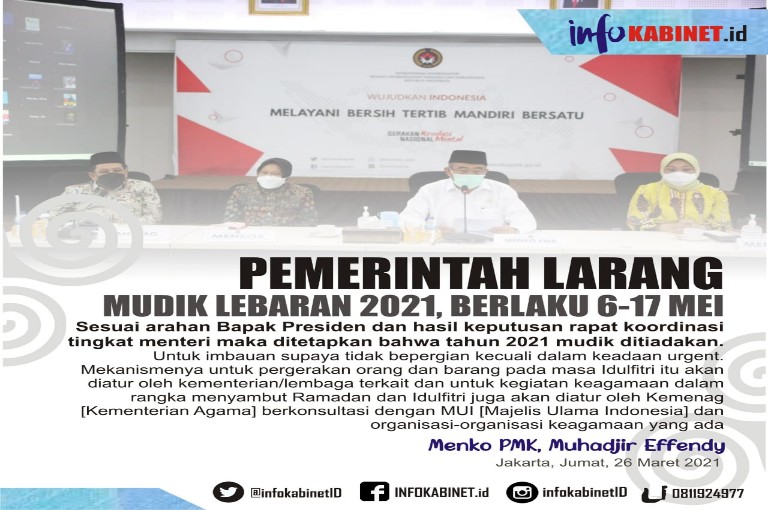 infoKABINET.id
WUJUDKAN INDONESIA
MELAYANI BERSIH TERTIB MANDIRI BERSATU
GERAKAN Revolusi
NASIONAL Mental
PEMERINTAH LARANG
MUDIK LEBARAN 2021, BERLAKU 6-17 MEI
Sesuai arahan Bapak Presiden dan hasil keputusan rapat koordinasi
tingkat menteri maka ditetapkan bahwa tahun 2021 mudik ditiadakan.
Untuk imbauan supaya tidak bepergian kecuali dalam keadaan urgent.
Mekanismenya untuk pergerakan orang dan barang pada masa Idulfitri itu akan
diatur oleh kementerian/lembaga terkait dan untuk kegiatan keagamaan dalam
rangka menyambut Ramadan dan Idulfitri juga akan diatur oleh Kemenag
[Kementerian Agama] berkonsultasi dengan MUI [Majelis Ulama Indonesia] dan
organisasi-organisasi keagamaan yang ada
Menko PMK, Muhadjir Effendy
Jakarta, Jumat, 26 Maret 2021
@infokabinetID INFOKABINET.id infokabinetID 0811924977